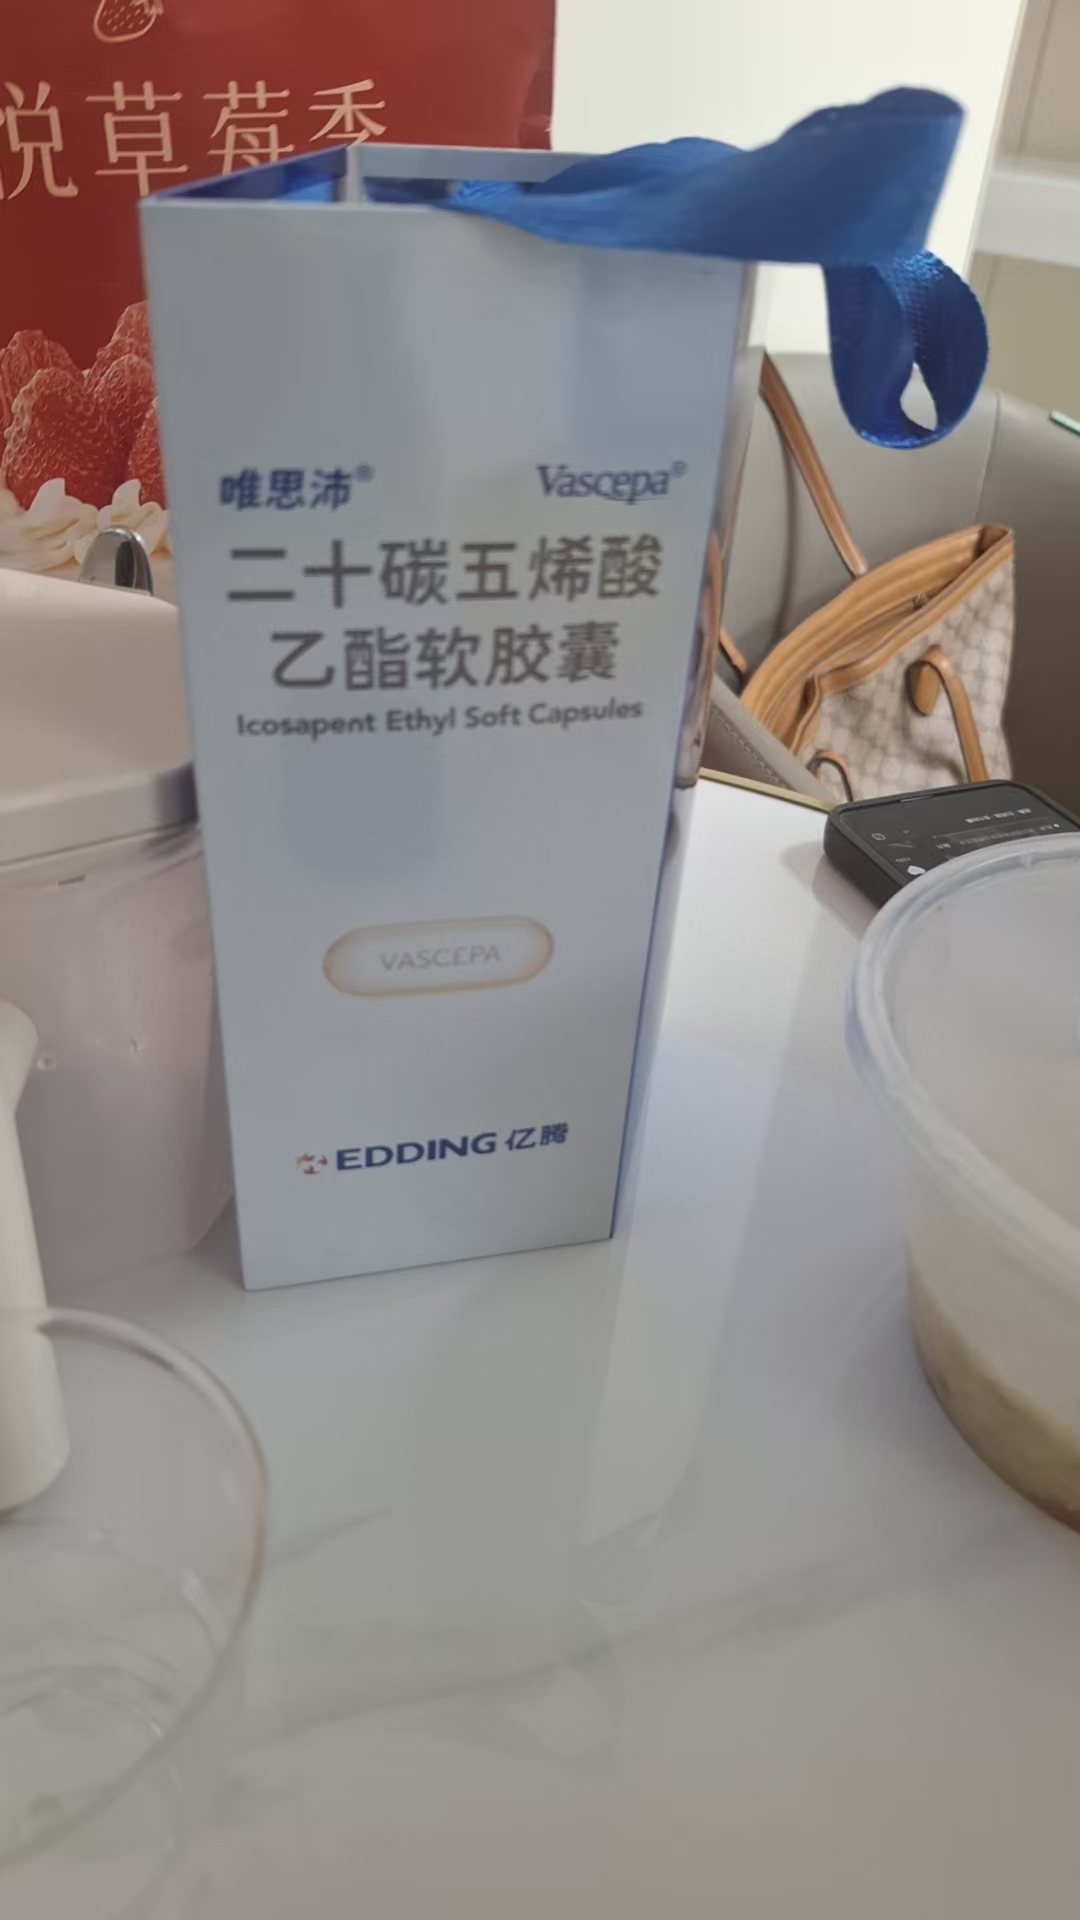 悦草莓季
唯思沛®
Vascepa®
二十碳五烯酸
乙酯软胶囊
Icosapent Ethyl Soft Capsules
VASCEPA
EDDING 亿腾